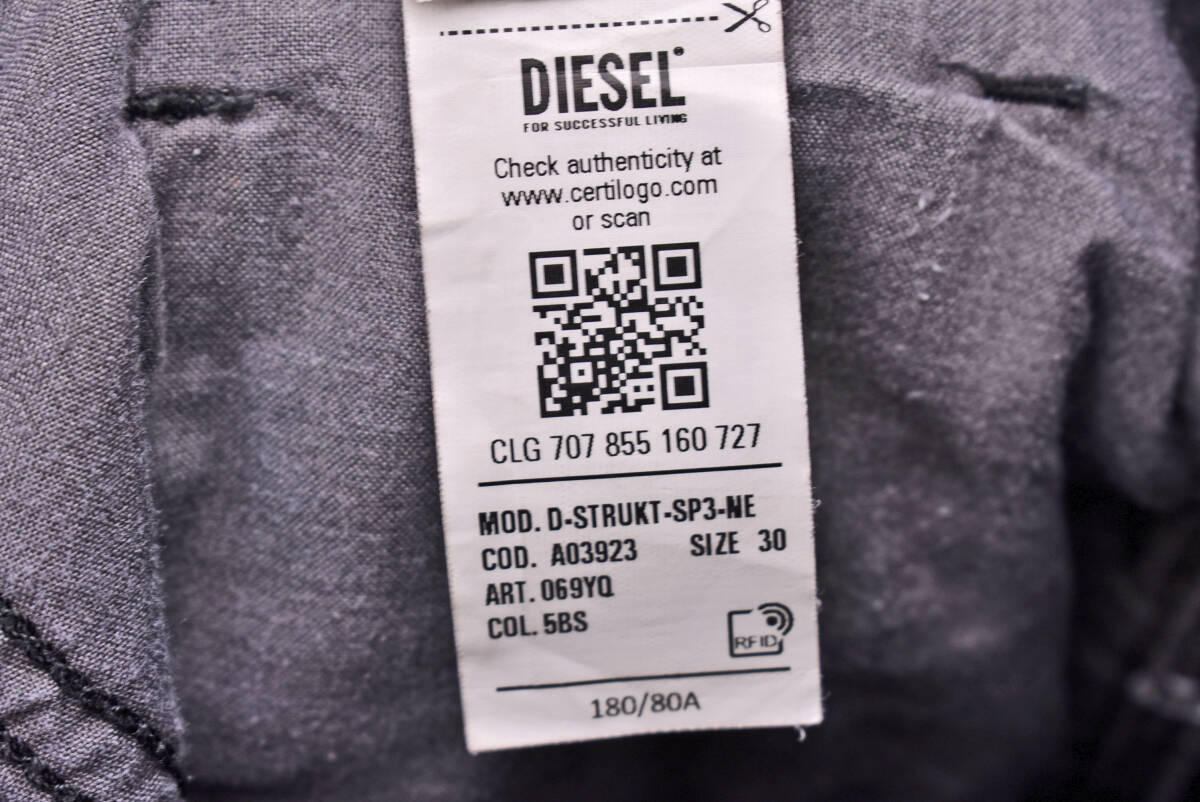 DIESEL®
FOR SUCCESSFUL LIVING
Check authenticity at
www.certilogo.com
or scan
CLG 707 855 160 727
MOD. D-STRUKT-SP3-NE
COD. A03923 SIZE 30
ART. 069YQ
COL. 5BS
RFID
180/80A